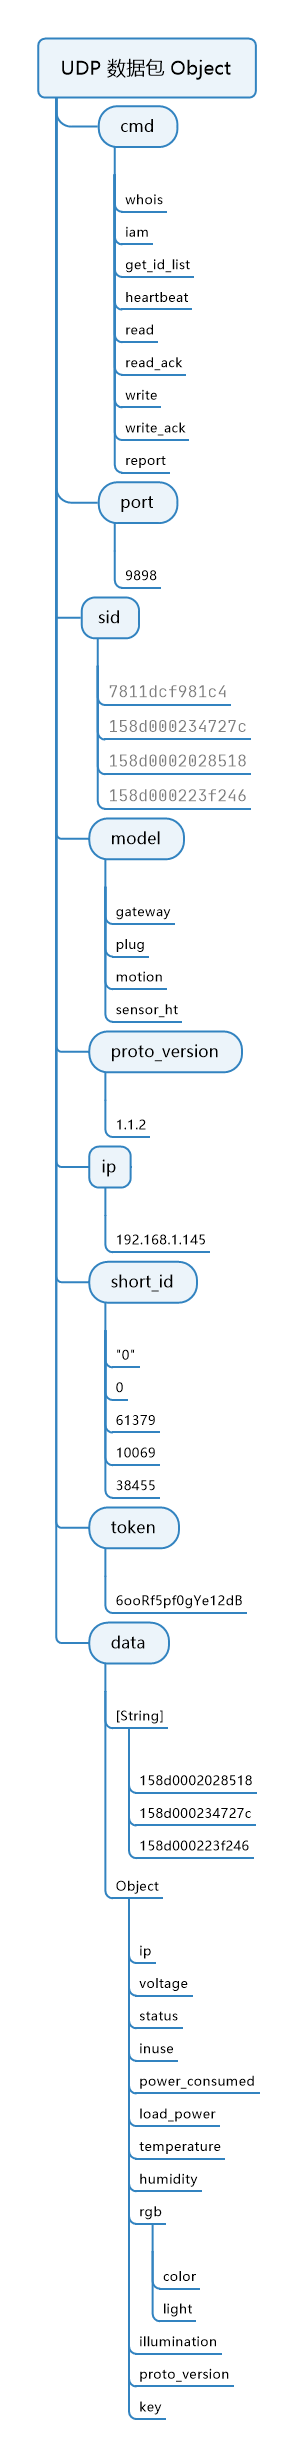 UDP 数据包 Object
cmd
whois
iam
get_id_list
heartbeat
read
read_ack
write
write_ack
report
port
9898
sid
7811dcf981c4
158d000234727c
158d0002028518
158d000223f246
model
gateway
plug
motion
sensor_ht
proto_version
1.1.2
ip
192.168.1.145
short_id
"0"
0
61379
10069
38455
token
6ooRf5pf0gYe12dB
data
[String]
158d0002028518
158d000234727c
158d000223f246
Object
ip
voltage
status
inuse
power_consumed
load_power
temperature
humidity
rgb
color
light
illumination
proto_version
key